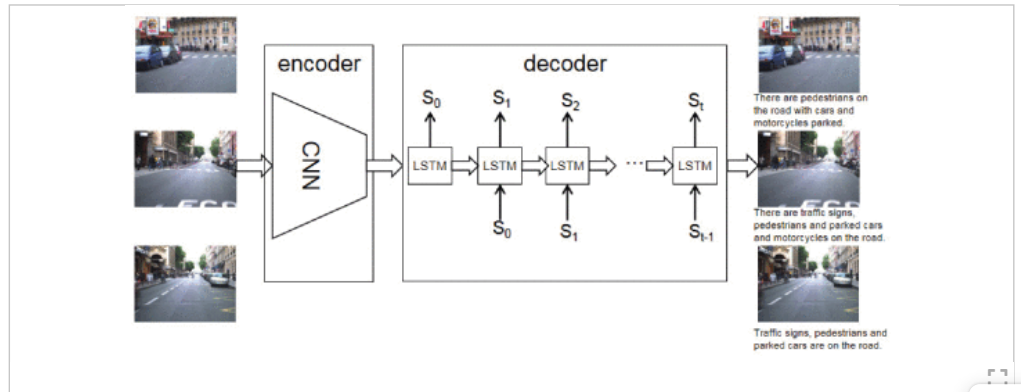 encoder
decoder
CNN
S0 S1 S2 St
LSTM LSTM LSTM ... LSTM
S0 S1 St-1
There are pedestrians on
the road with cars and
motorcycles parked.
There are traffic signs,
pedestrians and parked cars
and motorcycles on the road.
Traffic signs, pedestrians and
parked cars are on the road.